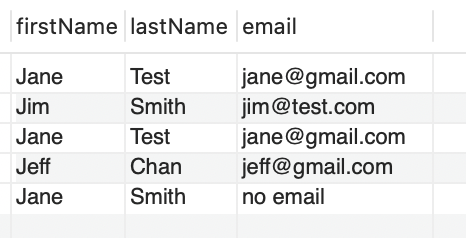 firstName lastName email
Jane Test jane@gmail.com
Jim Smith jim@test.com
Jane Test jane@gmail.com
Jeff Chan jeff@gmail.com
Jane Smith no email